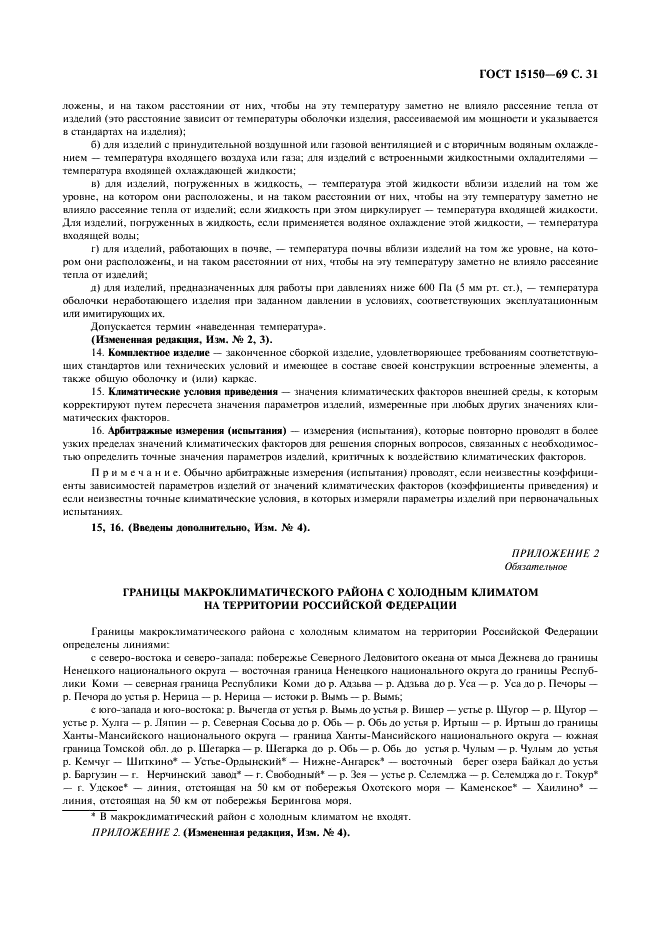 ГОСТ 15150—69 С. 31
ложены, и на таком расстоянии от них, чтобы на эту температуру заметно не влияло рассеяние тепла от
изделий (это расстояние зависит от температуры оболочки изделия, рассеиваемой им мощности и указывается
в стандартах на изделия);
б) для изделий с принудительной воздушной или газовой вентиляцией и с вторичным водяным охлажде-
нием — температура входящего воздуха или газа; для изделий с встроенными жидкостными охладителями —
температура входящей охлаждающей жидкости;
в) для изделий, погруженных в жидкость, — температура этой жидкости вблизи изделий на том же
уровне, на котором они расположены, и на таком расстоянии от них, чтобы на эту температуру заметно не
влияло рассеяние тепла от изделий; если жидкость при этом циркулирует — температура входящей жидкости.
Для изделий, погруженных в жидкость, если применяется водяное охлаждение этой жидкости, — температура
входящей воды;
г) для изделий, работающих в почве, — температура почвы вблизи изделий на том же уровне, на кото-
ром они расположены, и на таком расстоянии от них, чтобы на эту температуру заметно не влияло рассеяние
тепла от изделий;
д) для изделий, предназначенных для работы при давлениях ниже 600 Па (5 мм рт. ст.), — температура
оболочки неработающего изделия при заданном давлении в условиях, соответствующих эксплуатационным
или имитирующих их.
Допускается термин «наведенная температура».
(Измененная редакция, Изм. № 2, 3).
14. Комплектное изделие — законченное сборкой изделие, удовлетворяющее требованиям соответствую-
щих стандартов или технических условий и имеющее в составе своей конструкции встроенные элементы, а
также общую оболочку и (или) каркас.
15. Климатические условия приведения — значения климатических факторов внешней среды, к которым
корректируют путем пересчета значения параметров изделий, измеренные при любых других значениях кли-
матических факторов.
16. Арбитражные измерения (испытания) — измерения (испытания), которые повторно проводят в более
узких пределах значений климатических факторов для решения спорных вопросов, связанных с необходимос-
тью определить точные значения параметров изделий, критичных к воздействию климатических факторов.
Примечание. Обычно арбитражные измерения (испытания) проводят, если неизвестны коэффици-
енты зависимостей параметров изделий от значений климатических факторов (коэффициенты приведения) и
если неизвестны точные климатические условия, в которых измеряли параметры изделий при первоначальных
испытаниях.
15, 16. (Введены дополнительно, Изм. № 4).
ПРИЛОЖЕНИЕ 2
Обязательное
ГРАНИЦЫ МАКРОКЛИМАТИЧЕСКОГО РАЙОНА С ХОЛОДНЫМ КЛИМАТОМ
НА ТЕРРИТОРИИ РОССИЙСКОЙ ФЕДЕРАЦИИ
Границы макроклиматического района с холодным климатом на территории Российской Федерации
определены линиями:
с северо-востока и северо-запада: побережье Северного Ледовитого океана от мыса Дежнева до границы
Ненецкого национального округа — восточная граница Ненецкого национального округа до границы Респуб-
лики Коми — северная граница Республики Коми до р. Адзьва — р. Адзьва до р. Уса — р. Уса до р. Печоры —
р. Печора до устья р. Нерица — р. Нерица — истоки р. Вымь — р. Вымь;
с юго-запада и юго-востока: р. Вычегда от устья р. Вымь до устья р. Вишер — устье р. Щугор — р. Щугор —
устье р. Хулга — р. Ляпин — р. Северная Сосьва до р. Обь — р. Обь до устья р. Иртыш — р. Иртыш до границы
Ханты-Мансийского национального округа — граница Ханты-Мансийского национального округа — южная
граница Томской обл. до р. Шегарка — р. Шегарка до р. Обь — р. Обь до устья р. Чулым — р. Чулым до устья
р. Кемчуг — Шиткино* — Устье-Ордынский* — Нижне-Ангарск* — восточный берег озера Байкал до устья
р. Баргузин — г. Нерчинский завод* — г. Свободный* — р. Зея — устье р. Селемджа — р. Селемджа до г. Токур*
— г. Удское* — линия, отстоящая на 50 км от побережья Охотского моря — Каменское* — Хаилино* —
линия, отстоящая на 50 км от побережья Берингова моря.
* В макроклиматический район с холодным климатом не входят.
ПРИЛОЖЕНИЕ 2. (Измененная редакция, Изм. № 4).